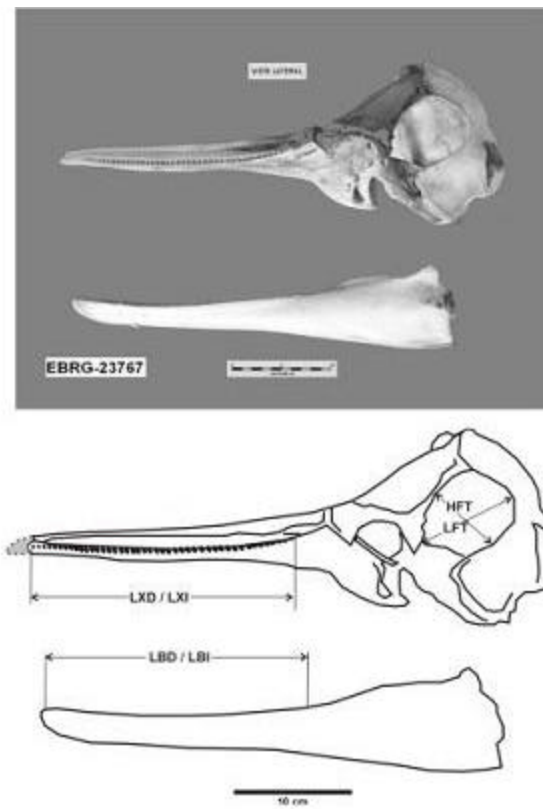 VISTA LATERAL
EBRG-23767
HFT
LFT
LXD / LXI
LBD / LBI
10 cm